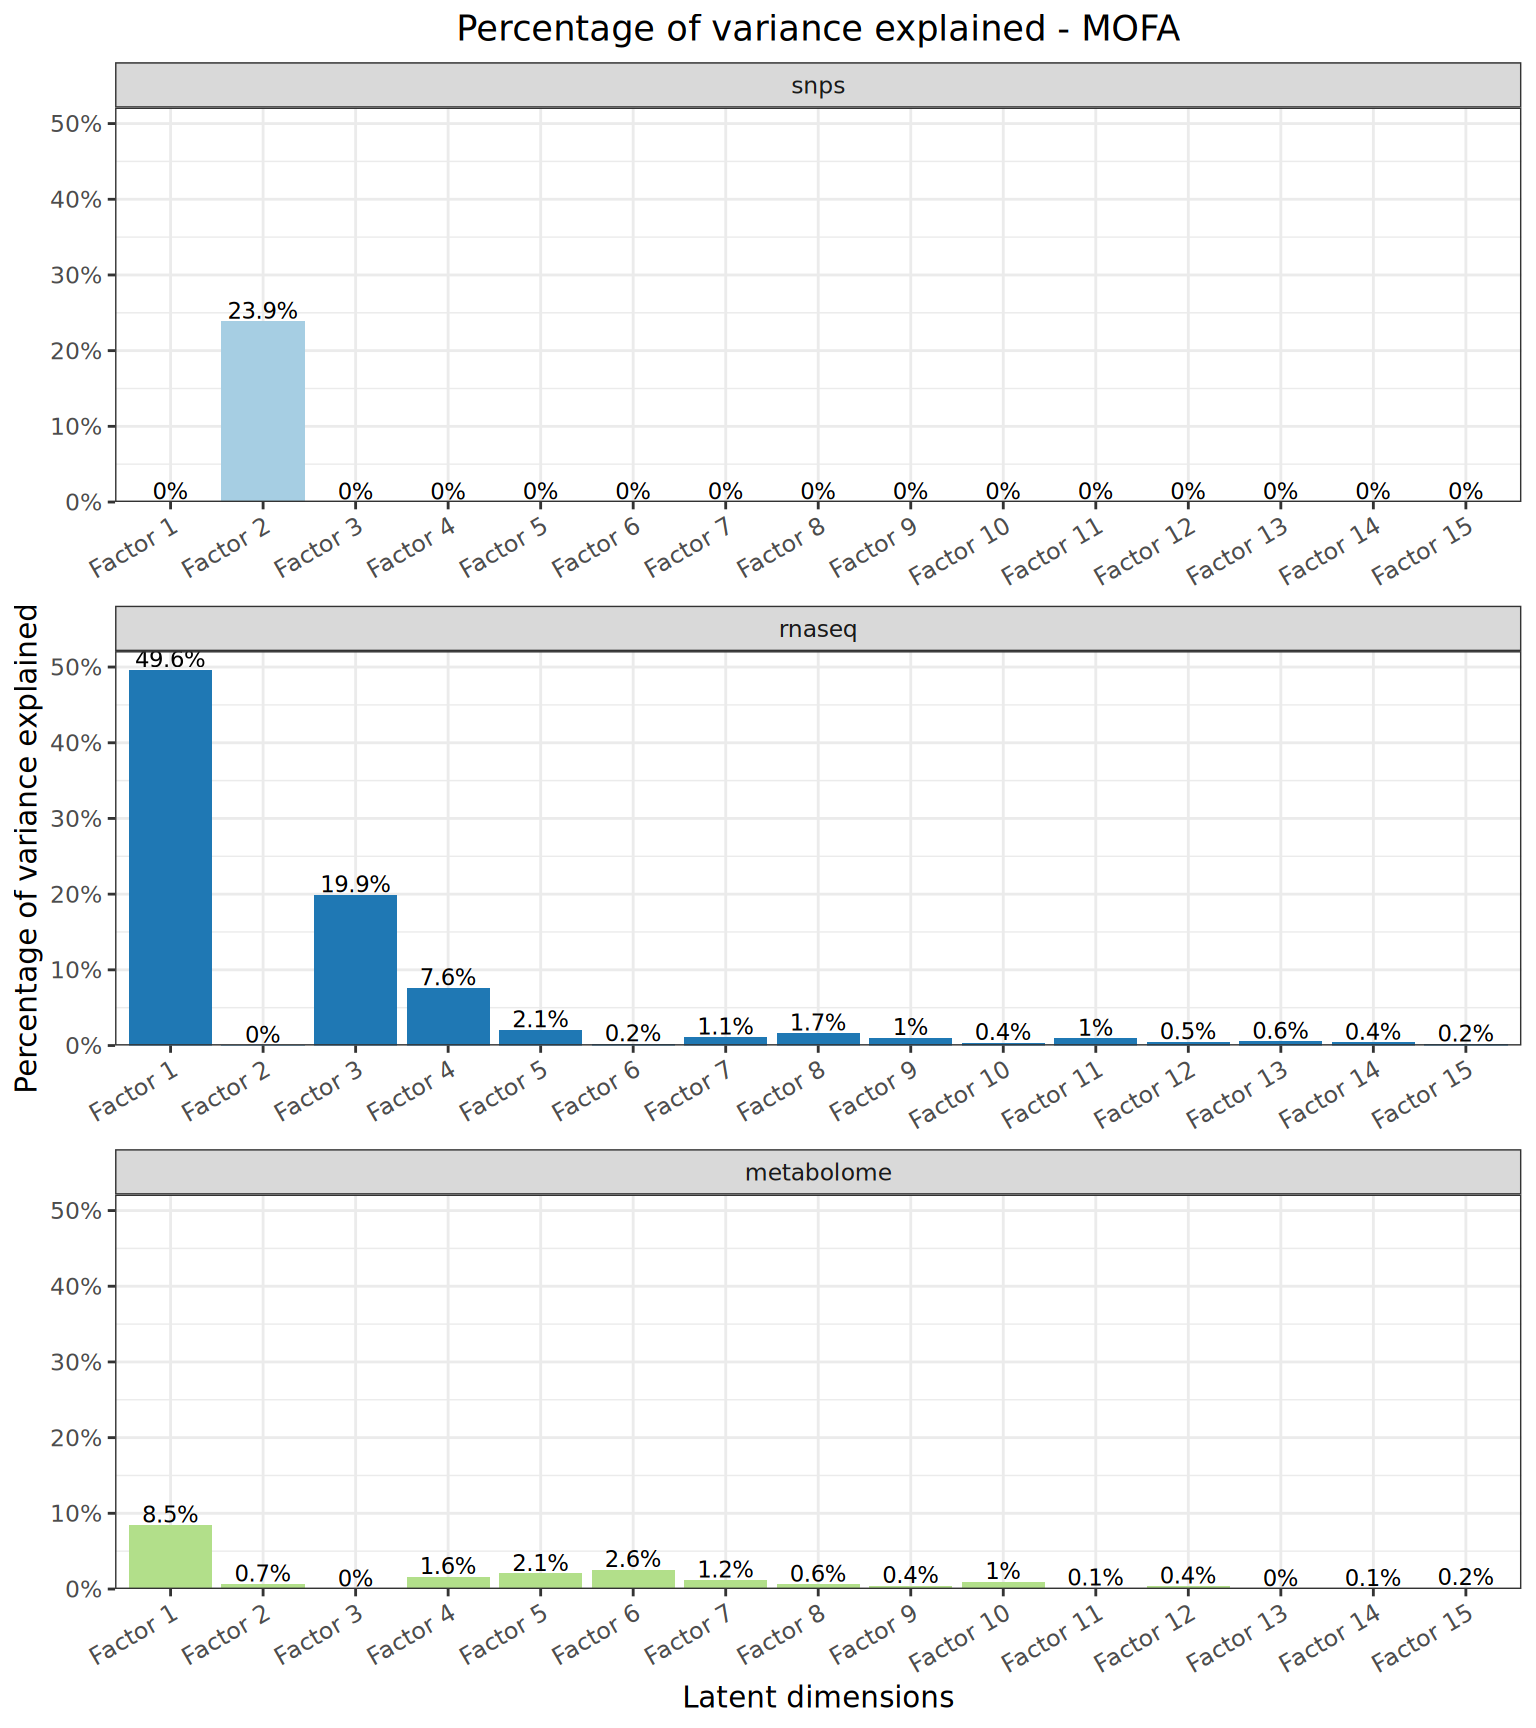 Percentage of variance explained - MOFA
snps
50%
40%
30%
20%
10%
0%
0% 23.9% 0% 0% 0% 0% 0% 0% 0% 0% 0% 0% 0% 0% 0%
Factor 1 Factor 2 Factor 3 Factor 4 Factor 5 Factor 6 Factor 7 Factor 8 Factor 9 Factor 10 Factor 11 Factor 12 Factor 13 Factor 14 Factor 15
Percentage of variance explained
rnaseq
50%
40%
30%
20%
10%
0%
49.6% 0% 19.9% 7.6% 2.1% 0.2% 1.1% 1.7% 1% 0.4% 1% 0.5% 0.6% 0.4% 0.2%
Factor 1 Factor 2 Factor 3 Factor 4 Factor 5 Factor 6 Factor 7 Factor 8 Factor 9 Factor 10 Factor 11 Factor 12 Factor 13 Factor 14 Factor 15
metabolome
50%
40%
30%
20%
10%
0%
8.5% 0.7% 0% 1.6% 2.1% 2.6% 1.2% 0.6% 0.4% 1% 0.1% 0.4% 0% 0.1% 0.2%
Factor 1 Factor 2 Factor 3 Factor 4 Factor 5 Factor 6 Factor 7 Factor 8 Factor 9 Factor 10 Factor 11 Factor 12 Factor 13 Factor 14 Factor 15
Latent dimensions